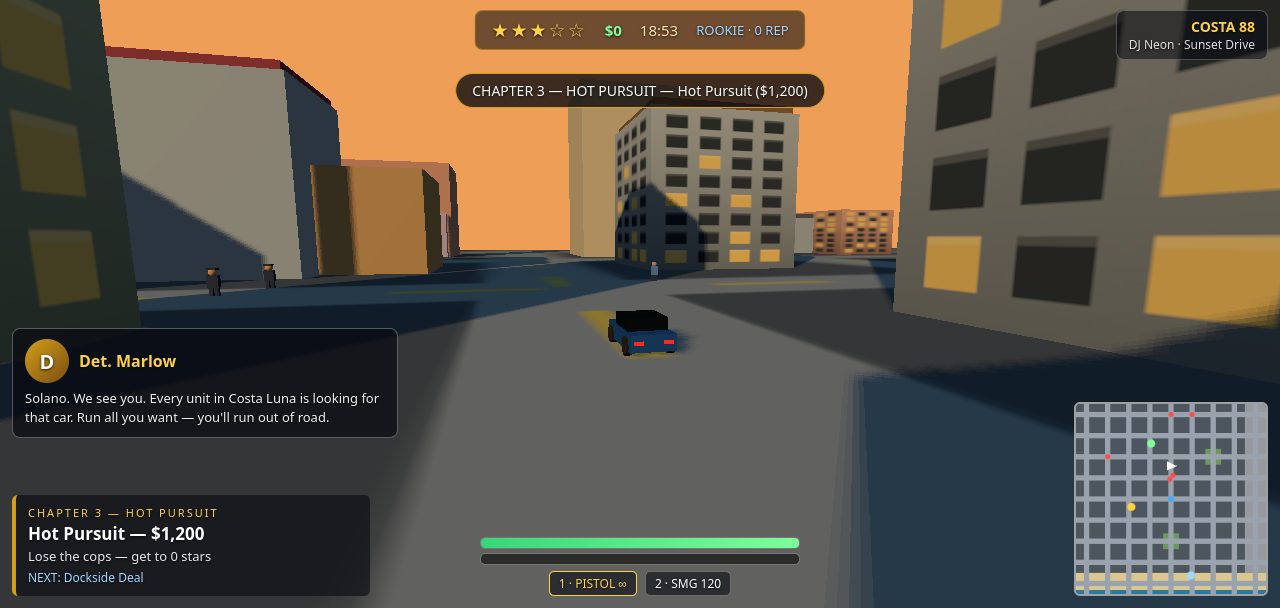 ★★★☆☆ $0 18:53 ROOKIE · 0 REP
COSTA 88
DJ Neon · Sunset Drive
CHAPTER 3 — HOT PURSUIT — Hot Pursuit ($1,200)
D
Det. Marlow
Solano. We see you. Every unit in Costa Luna is looking for
that car. Run all you want — you'll run out of road.
CHAPTER 3 — HOT PURSUIT
Hot Pursuit — $1,200
Lose the cops — get to 0 stars
NEXT: Dockside Deal
1 · PISTOL ∞
2 · SMG 120